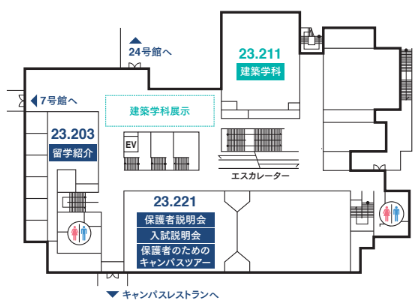 24号館へ
23.211
建築学科
7号館へ
建築学科展示
23.203
留学紹介
EV
エスカレーター
23.221
保護者説明会
入試説明会
保護者のための
キャンパスツアー
キャンパスレストランへ